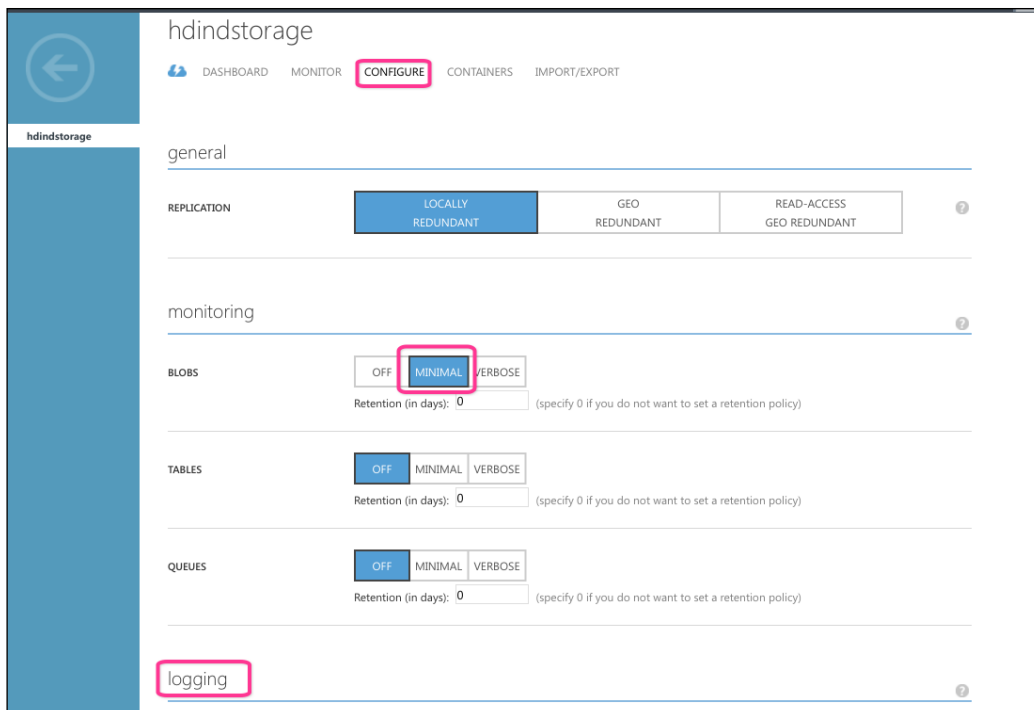 hdindstorage
DASHBOARD MONITOR CONFIGURE CONTAINERS IMPORT/EXPORT
hdindstorage
general
REPLICATION
LOCALLY REDUNDANT
GEO REDUNDANT
READ-ACCESS GEO REDUNDANT
?
monitoring
?
BLOBS
OFF MINIMAL VERBOSE
Retention (in days): 0 (specify 0 if you do not want to set a retention policy)
TABLES
OFF MINIMAL VERBOSE
Retention (in days): 0 (specify 0 if you do not want to set a retention policy)
QUEUES
OFF MINIMAL VERBOSE
Retention (in days): 0 (specify 0 if you do not want to set a retention policy)
logging
?